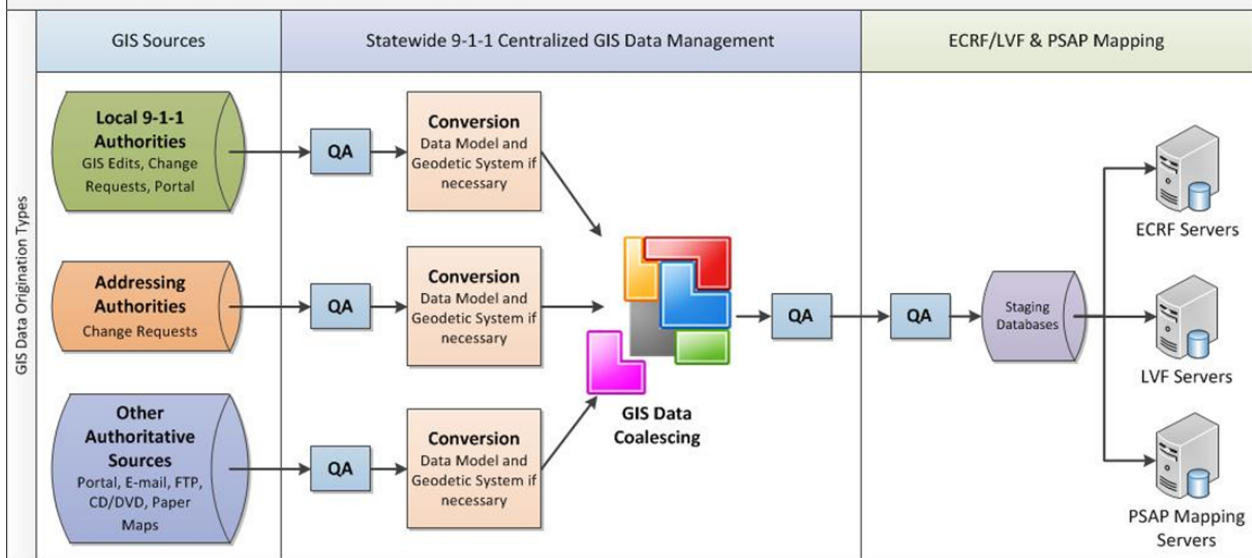 GIS Sources
Statewide 9-1-1 Centralized GIS Data Management
ECRF/LVF & PSAP Mapping
GIS Data Origination Types
Local 9-1-1
Authorities
GIS Edits, Change
Requests, Portal
QA
Conversion
Data Model and
Geodetic System if
necessary
Addressing
Authorities
Change Requests
QA
Conversion
Data Model and
Geodetic System if
necessary
Other
Authoritative
Sources
Portal, E-mail, FTP,
CD/DVD, Paper
Maps
QA
Conversion
Data Model and
Geodetic System if
necessary
GIS Data
Coalescing
QA
QA
Staging
Databases
ECRF Servers
LVF Servers
PSAP Mapping
Servers